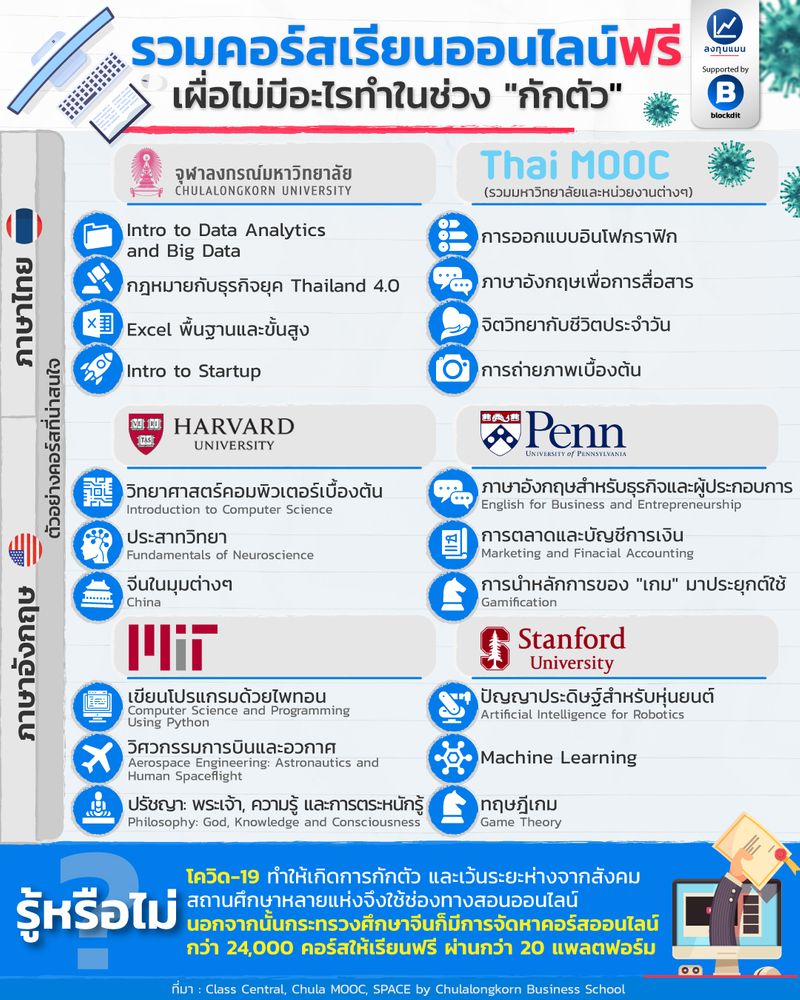 รวมคอร์สเรียนออนไลน์ฟรี
เผื่อไม่มีอะไรทำในช่วง "กักตัว"
ลงทุนแมน
Supported by
B
blockdit
ภาษาไทย
ภาษาอังกฤษ
ตัวอย่างคอร์สที่น่าสนใจ
จุฬาลงกรณ์มหาวิทยาลัย
CHULALONGKORN UNIVERSITY
Intro to Data Analytics
and Big Data
กฎหมายกับธุรกิจยุค Thailand 4.0
Excel พื้นฐานและขั้นสูง
Intro to Startup
Thai MOOC
(รวมมหาวิทยาลัยและหน่วยงานต่างๆ)
การออกแบบอินโฟกราฟิก
ภาษาอังกฤษเพื่อการสื่อสาร
จิตวิทยากับชีวิตประจำวัน
การถ่ายภาพเบื้องต้น
HARVARD
UNIVERSITY
วิทยาศาสตร์คอมพิวเตอร์เบื้องต้น
Introduction to Computer Science
ประสาทวิทยา
Fundamentals of Neuroscience
จีนในมุมต่างๆ
China
Penn
UNIVERSITY of PENNSYLVANIA
ภาษาอังกฤษสำหรับธุรกิจและผู้ประกอบการ
English for Business and Entrepreneurship
การตลาดและบัญชีการเงิน
Marketing and Finacial Accounting
การนำหลักการของ "เกม" มาประยุกต์ใช้
Gamification
MiT
เขียนโปรแกรมด้วยไพทอน
Computer Science and Programming
Using Python
วิศวกรรมการบินและอวกาศ
Aerospace Engineering: Astronautics and
Human Spaceflight
ปรัชญา: พระเจ้า, ความรู้ และการตระหนักรู้
Philosophy: God, Knowledge and Consciousness
Stanford
University
ปัญญาประดิษฐ์สำหรับหุ่นยนต์
Artificial Intelligence for Robotics
Machine Learning
ทฤษฎีเกม
Game Theory
?
รู้หรือไม่
โควิด-19 ทำให้เกิดการกักตัว และเว้นระยะห่างจากสังคม
สถานศึกษาหลายแห่งจึงใช้ช่องทางสอนออนไลน์
นอกจากนั้นกระทรวงศึกษาจีนก็มีการจัดหาคอร์สออนไลน์
กว่า 24,000 คอร์สให้เรียนฟรี ผ่านกว่า 20 แพลตฟอร์ม
ที่มา : Class Central, Chula MOOC, SPACE by Chulalongkorn Business School